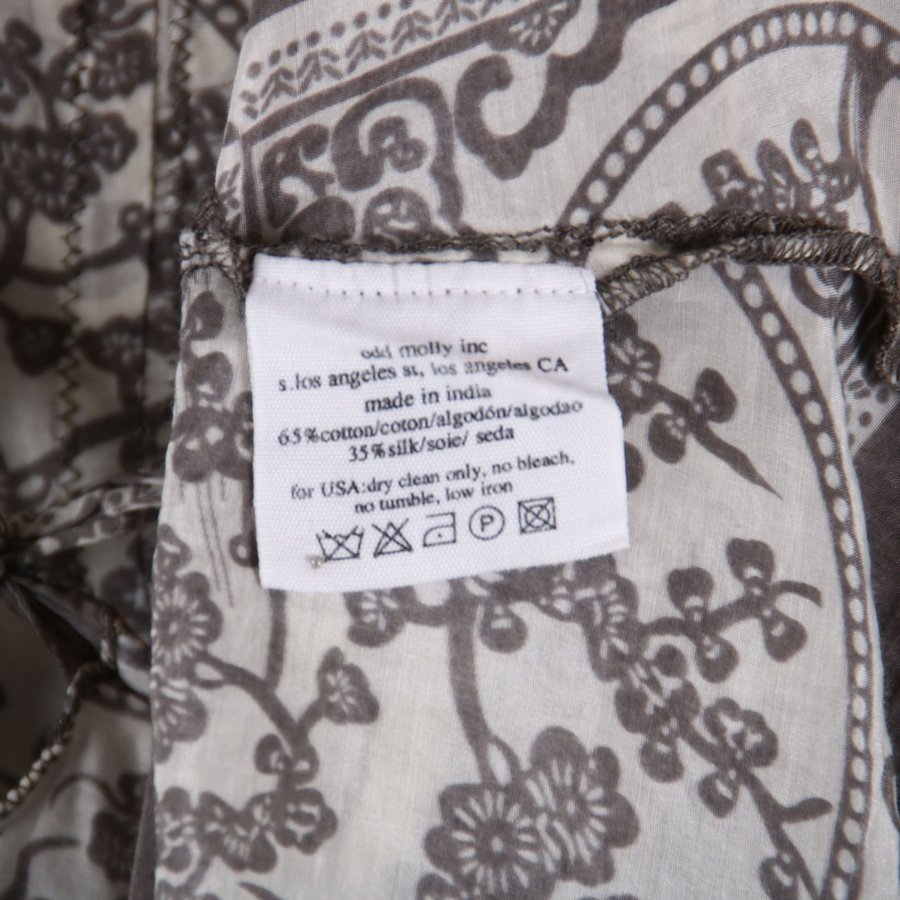 odd molly inc
s.los angeles st, los angeles CA
made in india
65%cotton/coton/algodón/algodao
35%silk/soie/ seda
for USA:dry clean only, no bleach,
no tumble, low iron
P